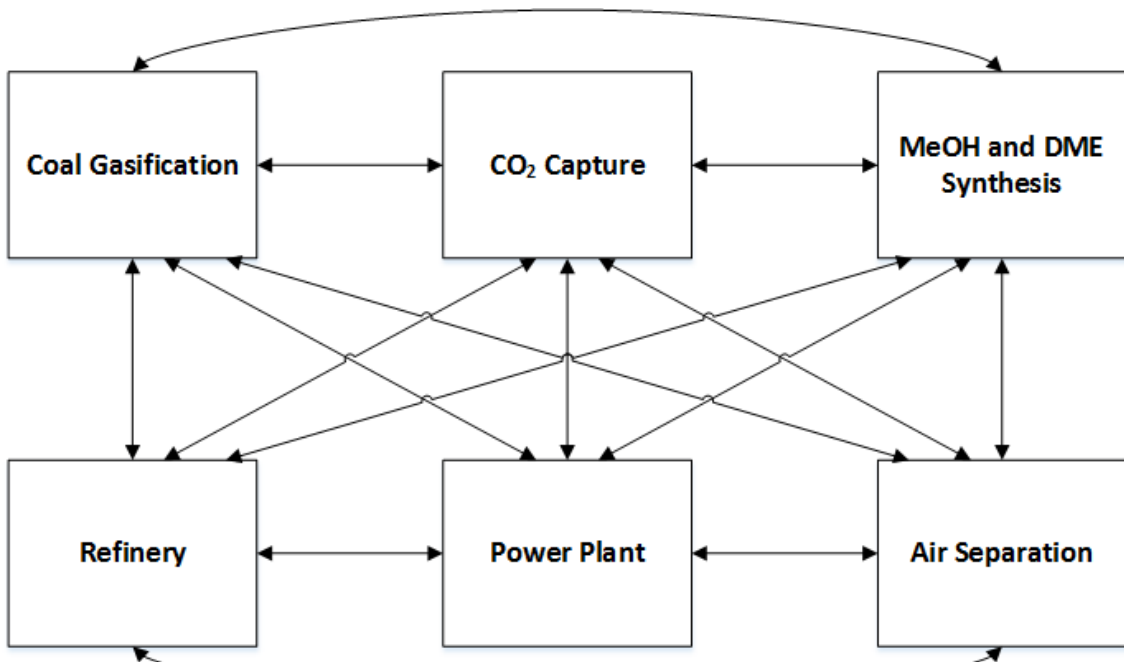 Coal Gasification
CO₂ Capture
MeOH and DME
Synthesis
Refinery
Power Plant
Air Separation